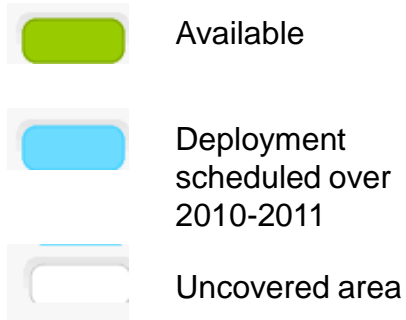 Available
Deployment
scheduled over
2010-2011
Uncovered area